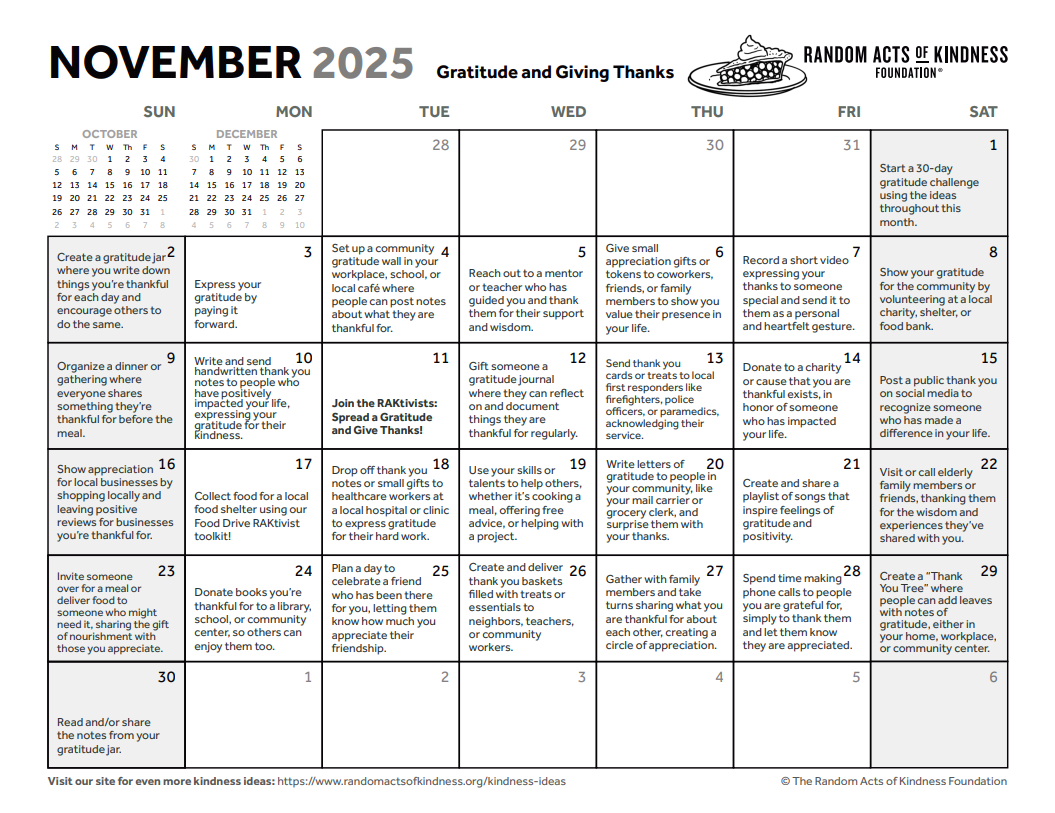 NOVEMBER 2025
Gratitude and Giving Thanks
RANDOM ACTS OF KINDNESS
FOUNDATION®
SUN MON TUE WED THU FRI SAT
OCTOBER
S M T W Th F S
28 29 30 1 2 3 4
5 6 7 8 9 10 11
12 13 14 15 16 17 18
19 20 21 22 23 24 25
26 27 28 29 30 31 1
2 3 4 5 6 7 8
DECEMBER
S M T W Th F S
30 1 2 3 4 5 6
7 8 9 10 11 12 13
14 15 16 17 18 19 20
21 22 23 24 25 26 27
28 29 30 31 1 2 3
4 5 6 7 8 9 10
28
29
30
31
1
Start a 30-day
gratitude challenge
using the ideas
throughout this
month.
2
Create a gratitude jar
where you write down
things you're thankful
for each day and
encourage others to
do the same.
3
Express your
gratitude by
paying it
forward.
4
Set up a community
gratitude wall in your
workplace, school, or
local café where
people can post notes
about what they are
thankful for.
5
Reach out to a mentor
or teacher who has
guided you and thank
them for their support
and wisdom.
6
Give small
appreciation gifts or
tokens to coworkers,
friends, or family
members to show you
value their presence in
your life.
7
Record a short video
expressing your
thanks to someone
special and send it to
them as a personal
and heartfelt gesture.
8
Show your gratitude
for the community by
volunteering at a local
charity, shelter, or
food bank.
9
Organize a dinner or
gathering where
everyone shares
something they're
thankful for before the
meal.
10
Write and send
handwritten thank you
notes to people who
have positively
impacted your life,
expressing your
gratitude for their
kindness.
11
Join the RAKtivists:
Spread a Gratitude
and Give Thanks!
12
Gift someone a
gratitude journal
where they can reflect
on and document
things they are
thankful for regularly.
13
Send thank you
cards or treats to local
first responders like
firefighters, police
officers, or paramedics,
acknowledging their
service.
14
Donate to a charity
or cause that you are
thankful exists, in
honor of someone
who has impacted
your life.
15
Post a public thank you
on social media to
recognize someone
who has made a
difference in your life.
16
Show appreciation
for local businesses by
shopping locally and
leaving positive
reviews for businesses
you're thankful for.
17
Collect food for a local
food shelter using our
Food Drive RAKtivist
toolkit!
18
Drop off thank you
notes or small gifts to
healthcare workers at
a local hospital or clinic
to express gratitude
for their hard work.
19
Use your skills or
talents to help others,
whether it's cooking a
meal, offering free
advice, or helping with
a project.
20
Write letters of
gratitude to people in
your community, like
your mail carrier or
grocery clerk, and
surprise them with
your thanks.
21
Create and share a
playlist of songs that
inspire feelings of
gratitude and
positivity.
22
Visit or call elderly
family members or
friends, thanking them
for the wisdom and
experiences they've
shared with you.
23
Invite someone
over for a meal or
deliver food to
someone who might
need it, sharing the gift
of nourishment with
those you appreciate.
24
Donate books you're
thankful for to a library,
school, or community
center, so others can
enjoy them too.
25
Plan a day to
celebrate a friend
who has been there
for you, letting them
know how much you
appreciate their
friendship.
26
Create and deliver
thank you baskets
filled with treats or
essentials to
neighbors, teachers,
or community
workers.
27
Gather with family
members and take
turns sharing what you
are thankful for about
each other, creating a
circle of appreciation.
28
Spend time making
phone calls to people
you are grateful for,
simply to thank them
and let them know
they are appreciated.
29
Create a "Thank
You Tree" where
people can add leaves
with notes of
gratitude, either in
your home, workplace,
or community center.
30
Read and/or share
the notes from your
gratitude jar.
1
2
3
4
5
6
Visit our site for even more kindness ideas: https://www.randomactsofkindness.org/kindness-ideas
© The Random Acts of Kindness Foundation